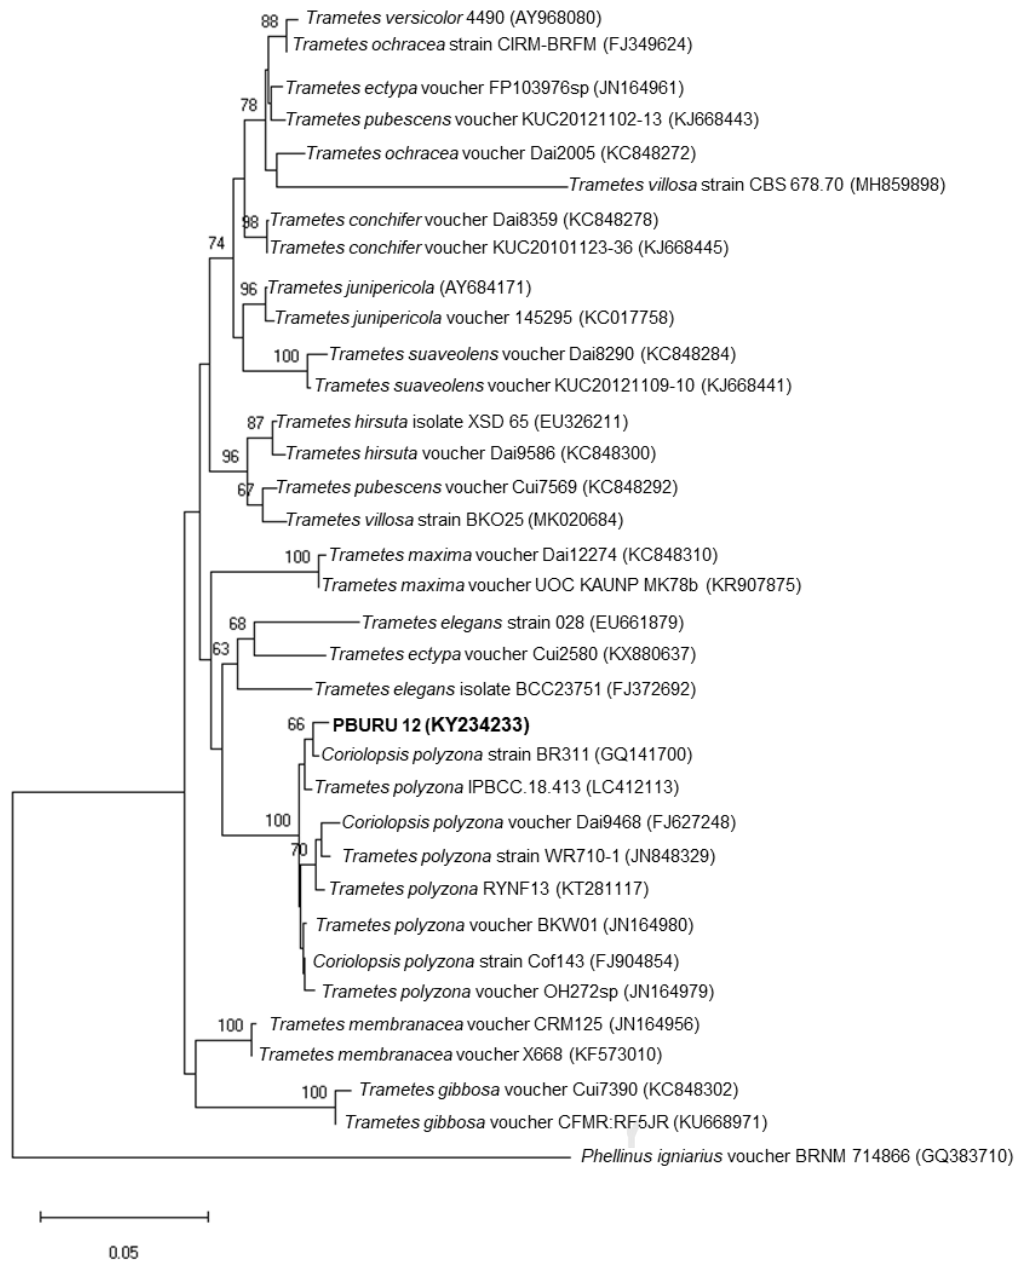 88
Trametes versicolor 4490 (AY968080)
Trametes ochracea strain CIRM-BRFM (FJ349624)
Trametes ectypa voucher FP103976sp (JN164961)
78
Trametes pubescens voucher KUC20121102-13 (KJ668443)
Trametes ochracea voucher Dai2005 (KC848272)
Trametes villosa strain CBS 678.70 (MH859898)
98
Trametes conchifer voucher Dai8359 (KC848278)
74
Trametes conchifer voucher KUC20101123-36 (KJ668445)
96
Trametes junipericola (AY684171)
Trametes junipericola voucher 145295 (KC017758)
100
Trametes suaveolens voucher Dai8290 (KC848284)
Trametes suaveolens voucher KUC20121109-10 (KJ668441)
87
Trametes hirsuta isolate XSD 65 (EU326211)
96
Trametes hirsuta voucher Dai9586 (KC848300)
67
Trametes pubescens voucher Cui7569 (KC848292)
Trametes villosa strain BKO25 (MK020684)
100
Trametes maxima voucher Dai12274 (KC848310)
Trametes maxima voucher UOC KAUNP MK78b (KR907875)
68
Trametes elegans strain 028 (EU661879)
63
Trametes ectypa voucher Cui2580 (KX880637)
Trametes elegans isolate BCC23751 (FJ372692)
66
PBURU 12 (KY234233)
Coriolopsis polyzona strain BR311 (GQ141700)
Trametes polyzona IPBCC.18.413 (LC412113)
100
Coriolopsis polyzona voucher Dai9468 (FJ627248)
70
Trametes polyzona strain WR710-1 (JN848329)
Trametes polyzona RYNF13 (KT281117)
Trametes polyzona voucher BKW01 (JN164980)
Coriolopsis polyzona strain Cof143 (FJ904854)
Trametes polyzona voucher OH272sp (JN164979)
100
Trametes membranacea voucher CRM125 (JN164956)
Trametes membranacea voucher X668 (KF573010)
100
Trametes gibbosa voucher Cui7390 (KC848302)
Trametes gibbosa voucher CFMR:RF5JR (KU668971)
Phellinus igniarius voucher BRNM 714866 (GQ383710)
0.05